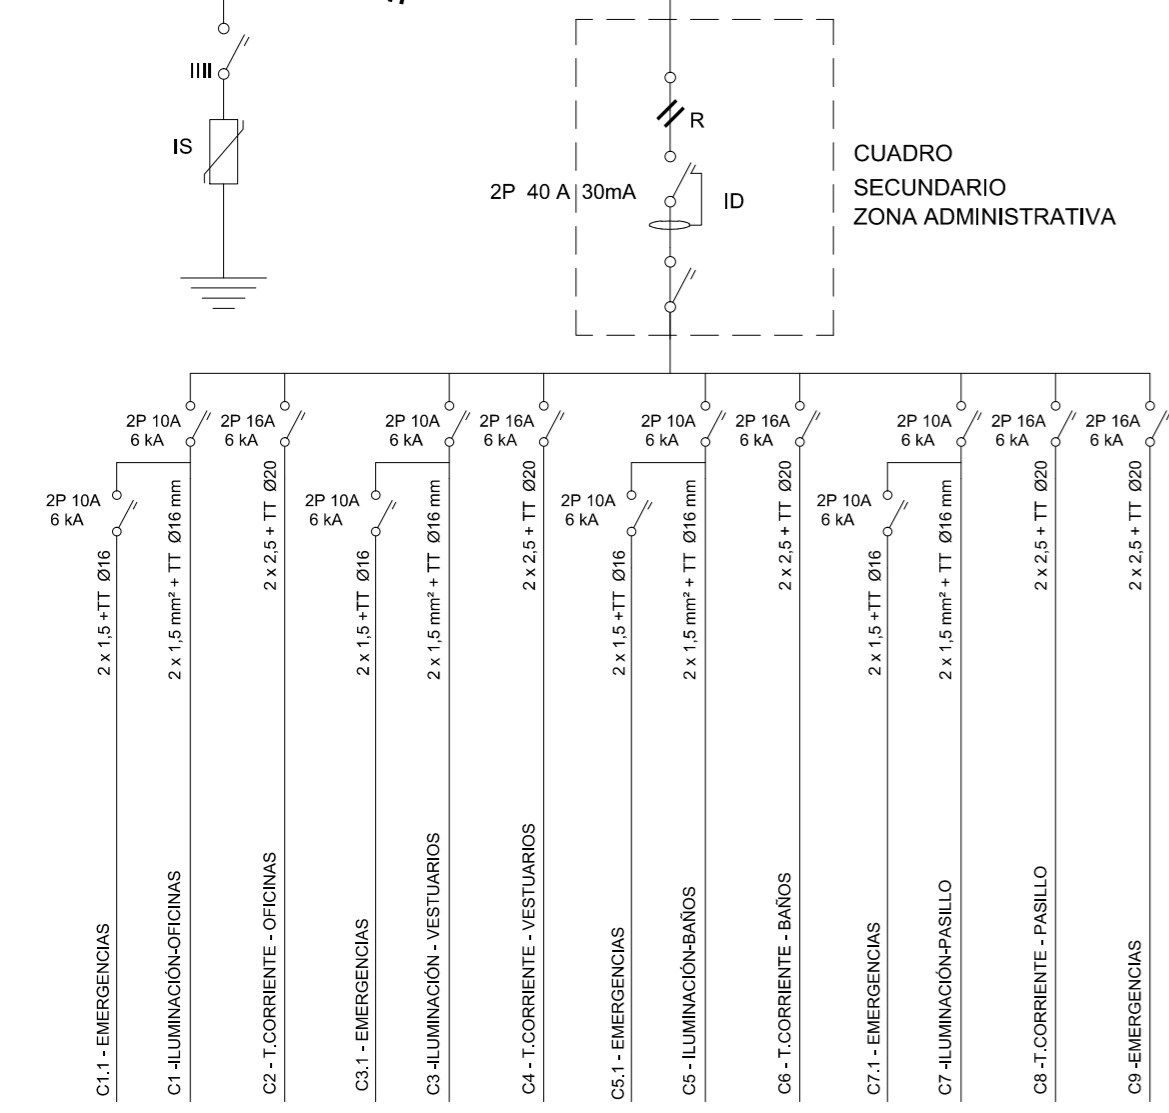 IIII
IS
R
2P 40 A 30mA
ID
CUADRO
SECUNDARIO
ZONA ADMINISTRATIVA
2P 10A
6 kA
2P 16A
6 kA
2P 10A
6 kA
2P 16A
6 kA
2P 10A
6 kA
2P 16A
6 kA
2P 10A
6 kA
2P 16A
6 kA
2P 16A
6 kA
2P 10A
6 kA
2P 10A
6 kA
2P 10A
6 kA
2P 10A
6 kA
2 x 1,5 +TT Ø16
2 x 1,5 mm² + TT Ø16 mm
2 x 2,5 + TT Ø20
2 x 1,5 +TT Ø16
2 x 1,5 mm² + TT Ø16 mm
2 x 2,5 + TT Ø20
2 x 1,5 +TT Ø16
2 x 1,5 mm² + TT Ø16 mm
2 x 2,5 + TT Ø20
2 x 1,5 +TT Ø16
2 x 1,5 mm² + TT Ø16 mm
2 x 2,5 + TT Ø20
2 x 2,5 + TT Ø20
C1.1 - EMERGENCIAS
C1 -ILUMINACIÓN-OFICINAS
C2 - T.CORRIENTE - OFICINAS
C3.1 - EMERGENCIAS
C3 -ILUMINACIÓN - VESTUARIOS
C4 - T.CORRIENTE - VESTUARIOS
C5.1 - EMERGENCIAS
C5 - ILUMINACIÓN-BAÑOS
C6 - T.CORRIENTE - BAÑOS
C7.1 - EMERGENCIAS
C7 -ILUMINACIÓN-PASILLO
C8 -T.CORRIENTE - PASILLO
C9 -EMERGENCIAS